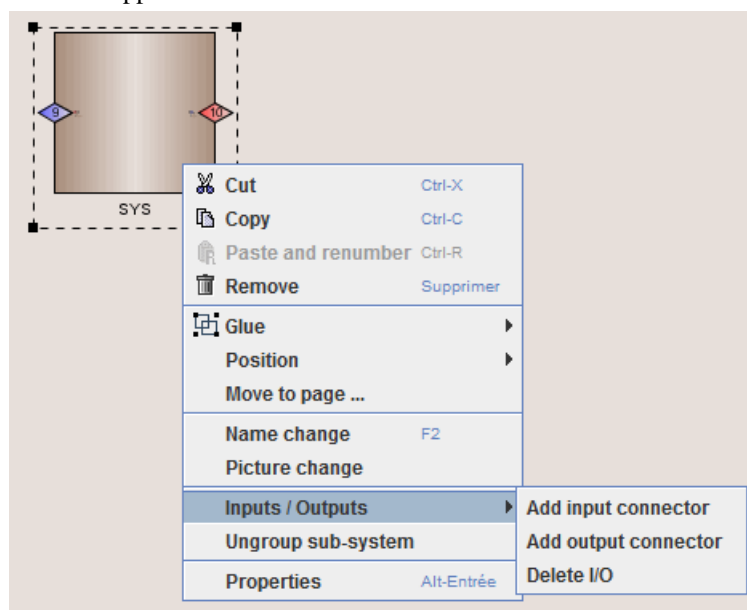 9
10
SYS
Cut Ctrl-X
Copy Ctrl-C
Paste and renumber Ctrl-R
Remove Supprimer
Glue
Position
Move to page ...
Name change F2
Picture change
Inputs / Outputs
Add input connector
Ungroup sub-system
Add output connector
Properties Alt-Entrée
Delete I/O